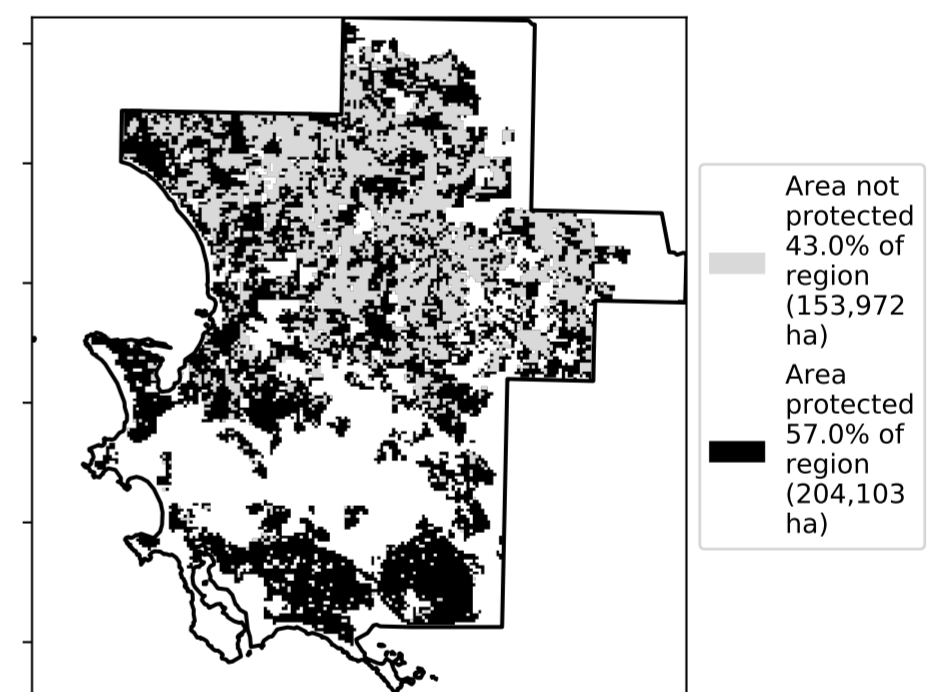 Area not
protected
43.0% of
region
(153,972
ha)
Area
protected
57.0% of
region
(204,103
ha)